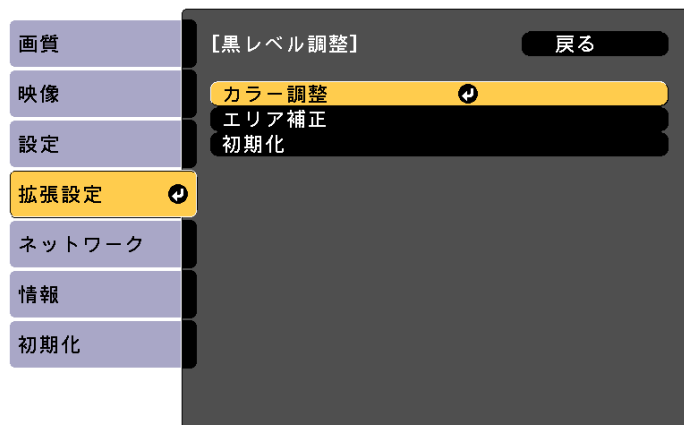 画質
映像
設定
拡張設定
ネットワーク
情報
初期化
[黒レベル調整]
戻る
カラー調整
エリア補正
初期化